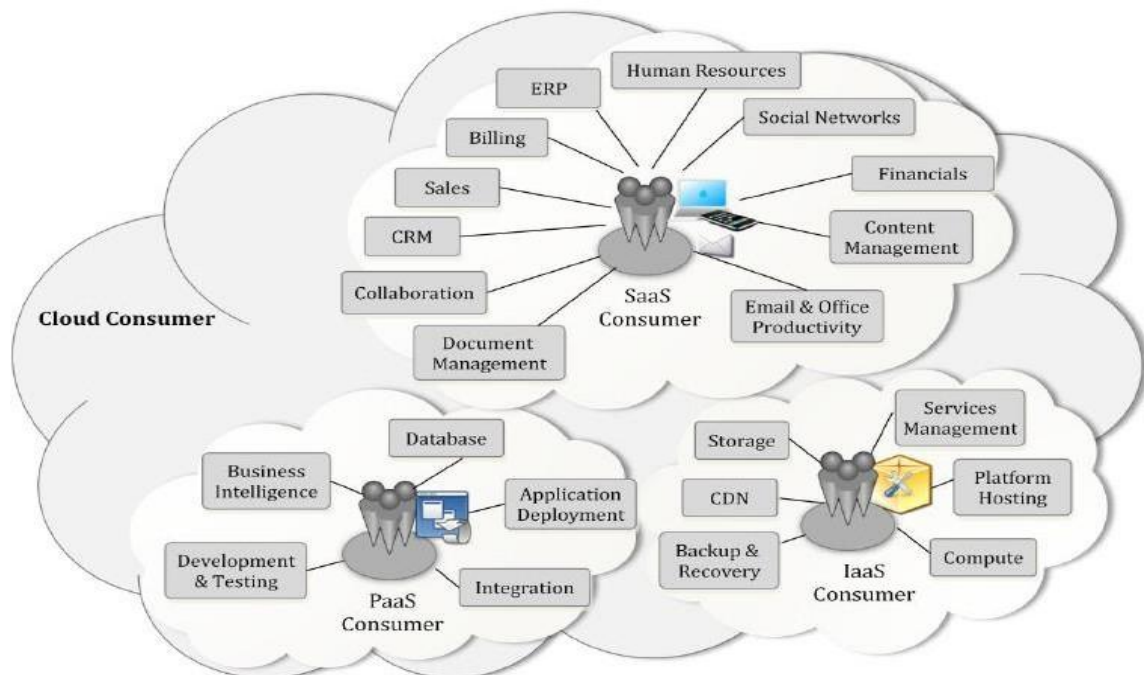 Human Resources
ERP
Social Networks
Billing
Financials
Sales
Content
Management
CRM
Collaboration
SaaS
Consumer
Email & Office
Productivity
Cloud Consumer
Document
Management
Database
Business
Intelligence
Application
Deployment
Development
& Testing
Integration
PaaS
Consumer
Services
Management
Storage
Platform
Hosting
CDN
Backup &
Recovery
Compute
IaaS
Consumer